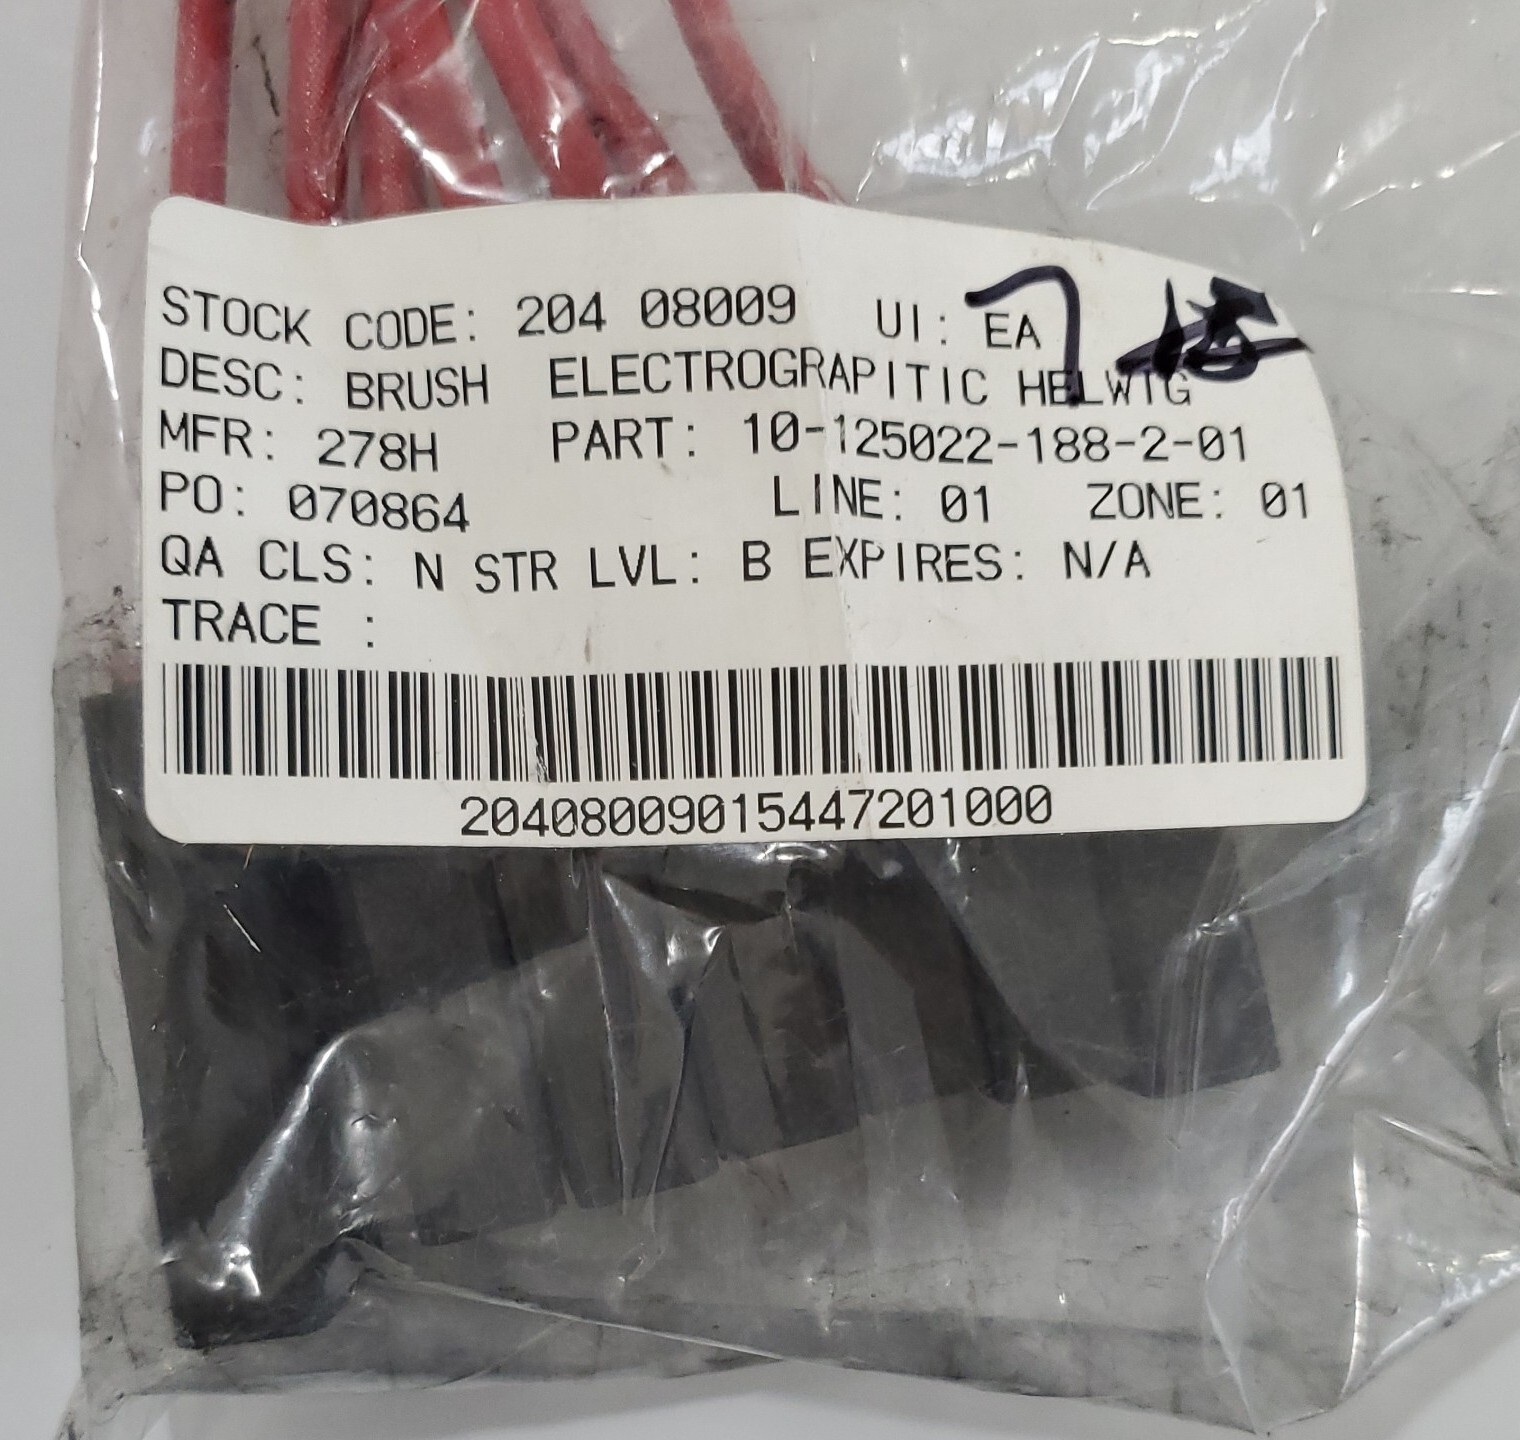 STOCK CODE: 204 08009 UI: EA 7
DESC: BRUSH ELECTROGRAPITIC HELWIG
MFR: 278H PART: 10-125022-188-2-01
PO: 070864 LINE: 01 ZONE: 01
QA CLS: N STR LVL: B EXPIRES: N/A
TRACE :
20408009015447201000